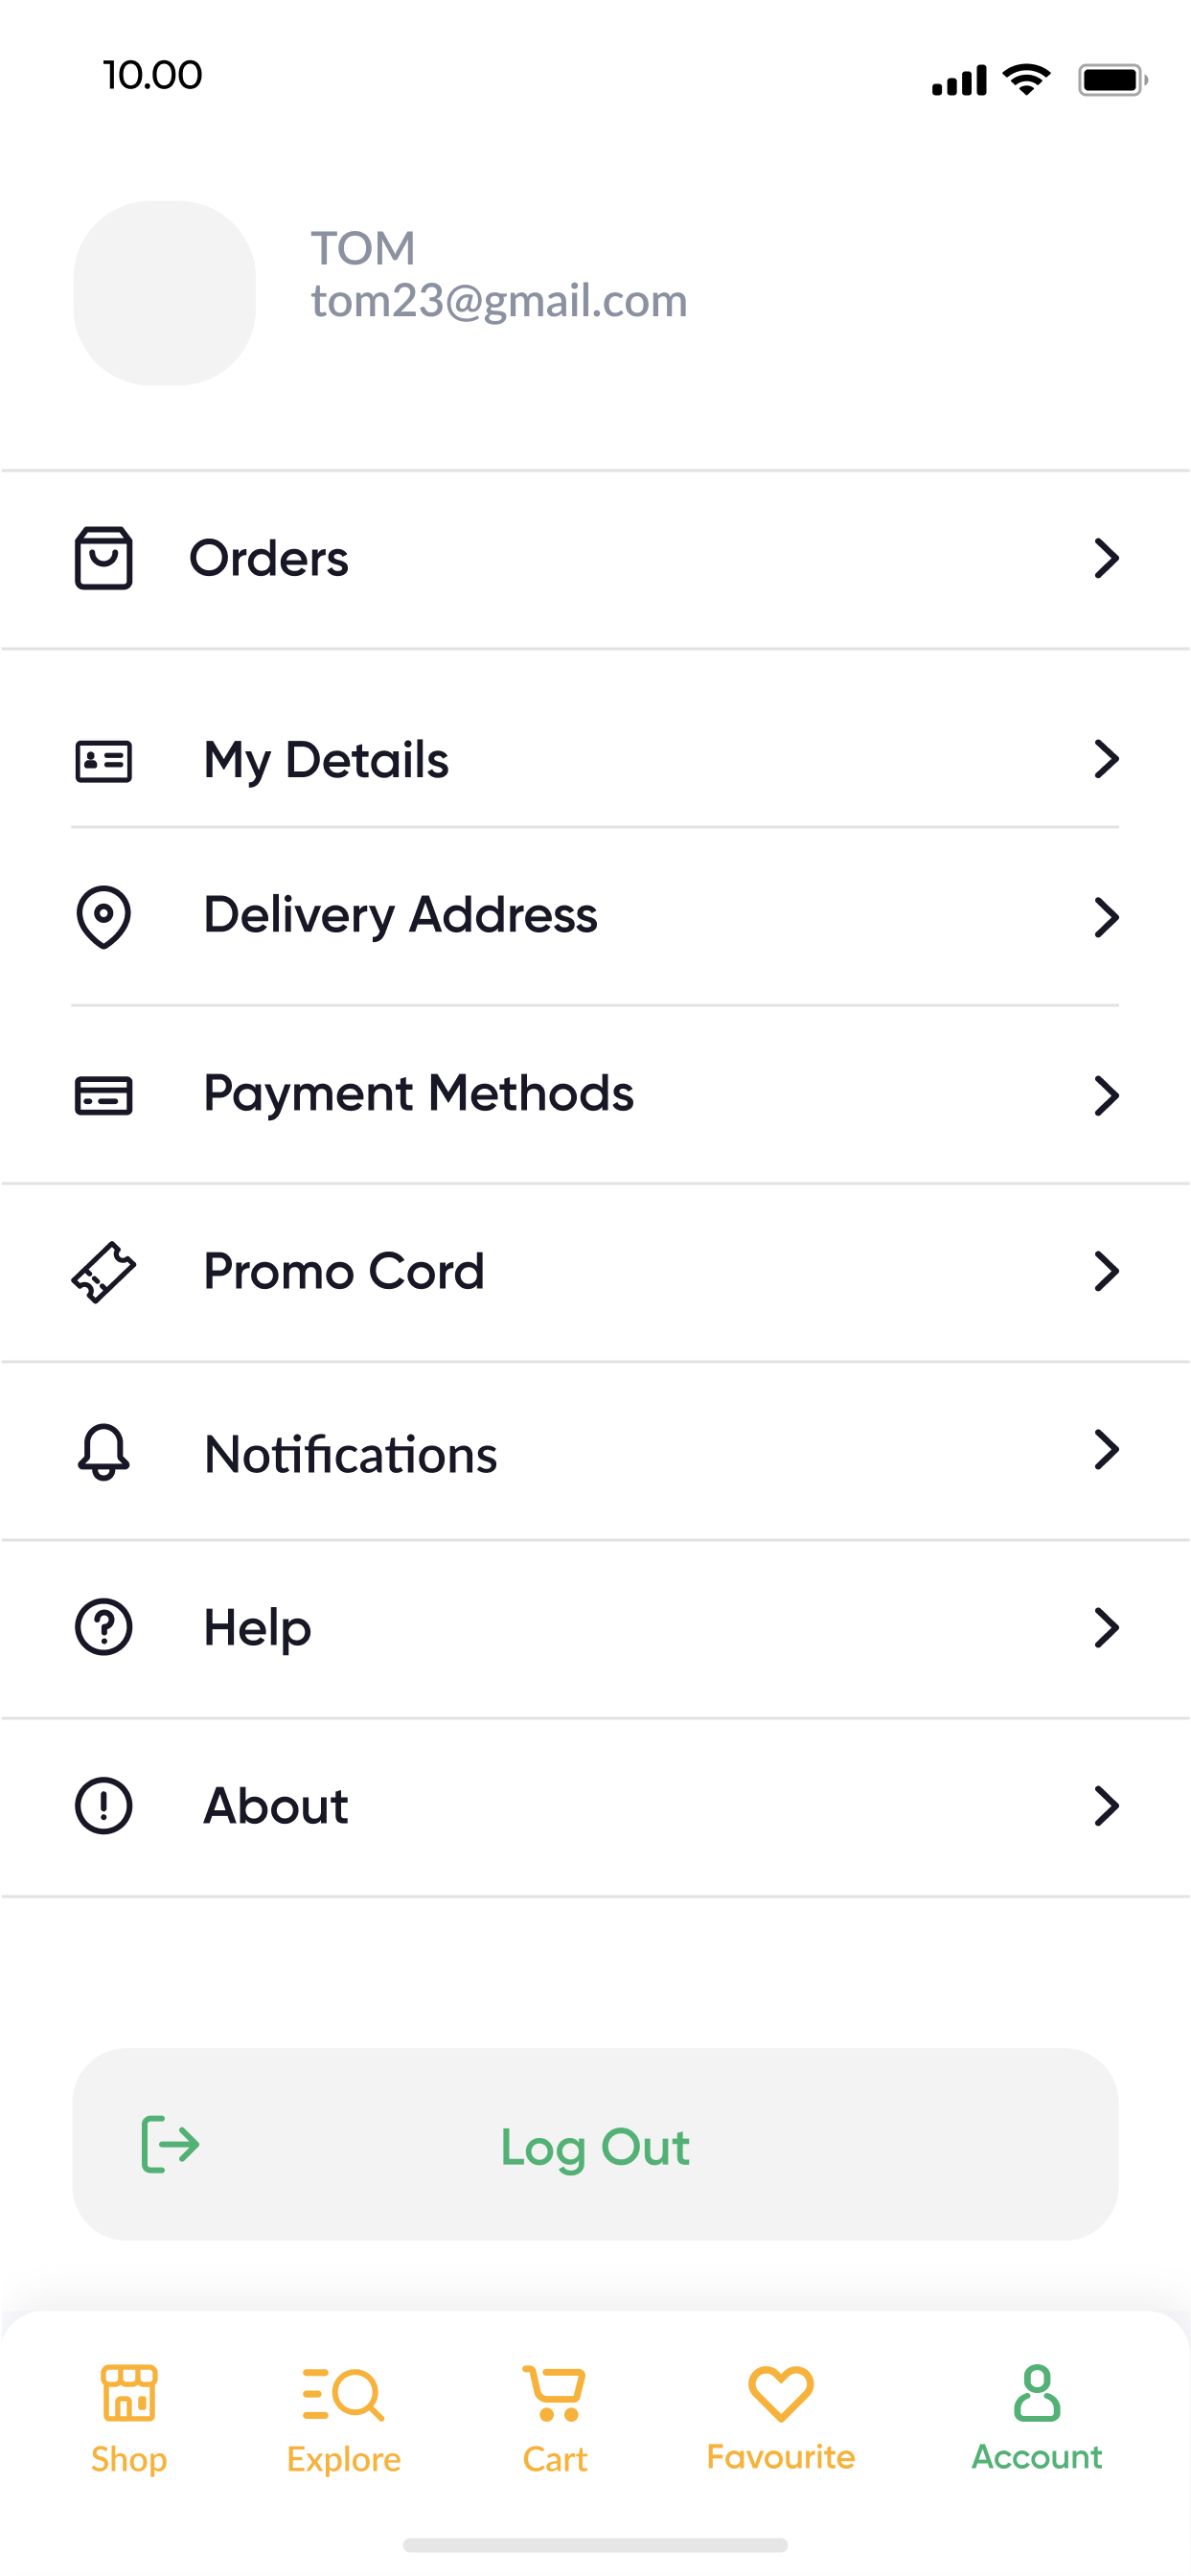 10.00
TOM
tom23@gmail.com
Orders
My Details
Delivery Address
Payment Methods
Promo Cord
Notifications
Help
About
Log Out
Shop
Explore
Cart
Favourite
Account